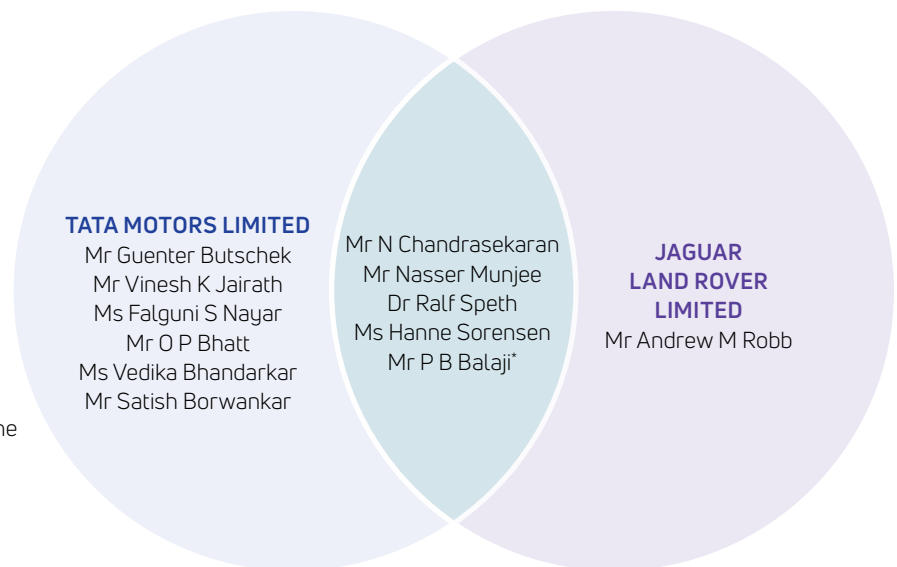 TATA MOTORS LIMITED
Mr Guenter Butschek
Mr Vinesh K Jairath
Ms Falguni S Nayar
Mr O P Bhatt
Ms Vedika Bhandarkar
Mr Satish Borwankar
ne
Mr N Chandrasekaran
Mr Nasser Munjee
Dr Ralf Speth
Ms Hanne Sorensen
Mr P B Balaji*
JAGUAR
LAND ROVER
LIMITED
Mr Andrew M Robb